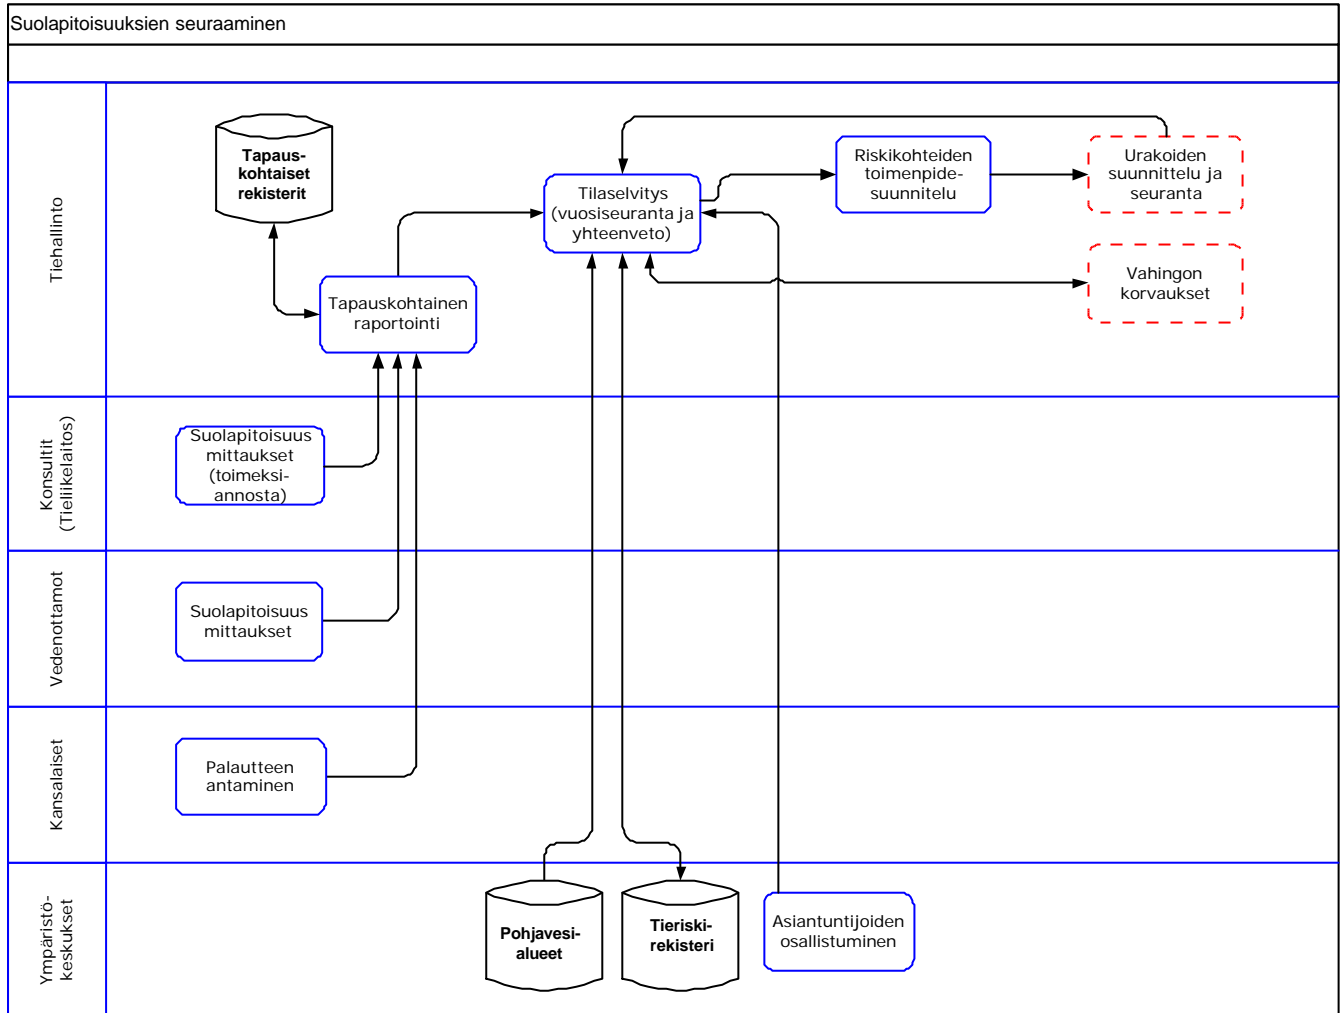 Suolapitoisuuksien seuraaminen
Tiehallinto
Tapaus-
kohtaiset
rekisterit
Tilaselvitys
(vuosiseuranta ja
yhteenveto)
Riskikohteiden
toimenpide-
suunnitelu
Urakoiden
suunnittelu ja
seuranta
Vahingon
korvaukset
Tapauskohtainen
raportointi
Konsultit
(Tieliikelaitos)
Suolapitoisuus
mittaukset
(toimeksi-
annosta)
Vedenottamot
Suolapitoisuus
mittaukset
Kansalaiset
Palautteen
antaminen
Ympäristö-
keskukset
Pohjavesi-
alueet
Tieriski-
rekisteri
Asiantuntijoiden
osallistuminen